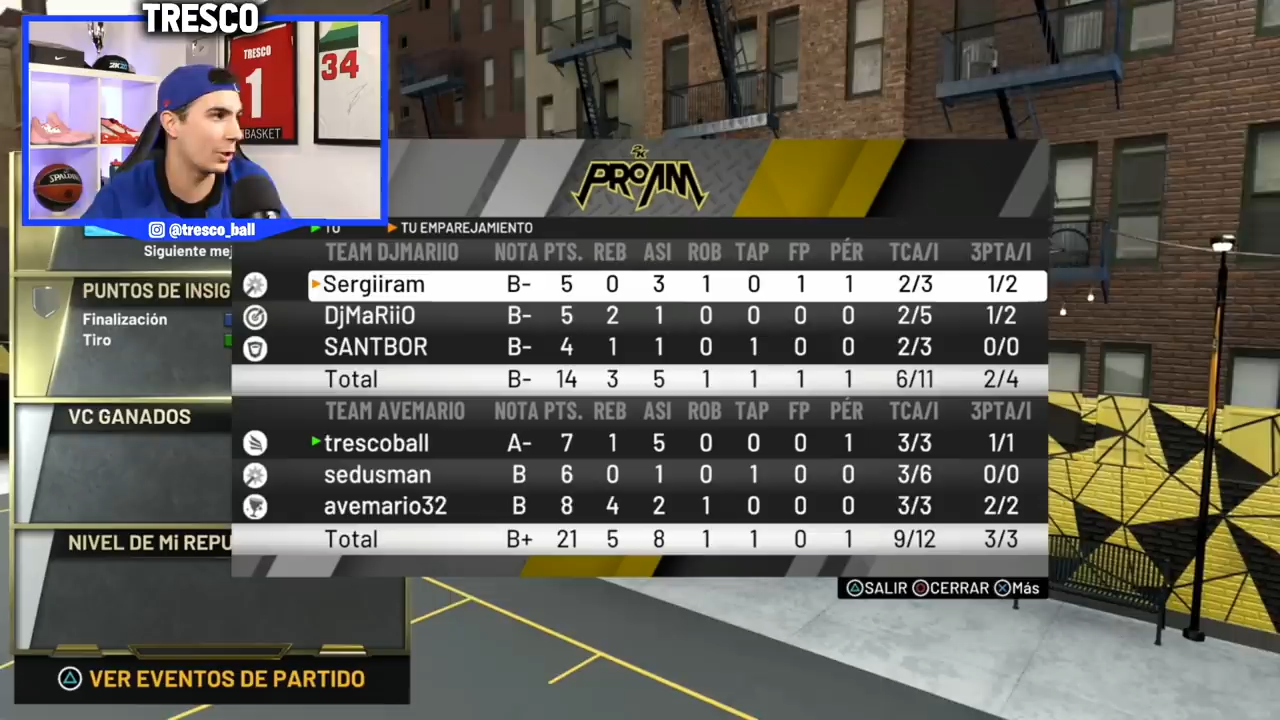 TRESCO
TRESCO
1
BASKET
34
2K
SPALDING
@tresco_ball
2K
PRO AM
Siguiente mej
PUNTOS DE INSIG
Finalización
Tiro
VC GANADOS
NIVEL DE Mi REPU
VER EVENTOS DE PARTIDO
TU
TU EMPAREJAMIENTO
TEAM DJMARIIO NOTA PTS. REB ASI ROB TAP FP PÉR TCA/I 3PTA/I
Sergiiram B- 5 0 3 1 0 1 1 2/3 1/2
DjMaRiiO B- 5 2 1 0 0 0 0 2/5 1/2
SANTBOR B- 4 1 1 0 1 0 0 2/3 0/0
Total B- 14 3 5 1 1 1 1 6/11 2/4
TEAM AVEMARIO NOTA PTS. REB ASI ROB TAP FP PÉR TCA/I 3PTA/I
trescoball A- 7 1 5 0 0 0 1 3/3 1/1
sedusman B 6 0 1 0 1 0 0 3/6 0/0
avemario32 B 8 4 2 1 0 0 0 3/3 2/2
Total B+ 21 5 8 1 1 0 1 9/12 3/3
SALIR CERRAR Más